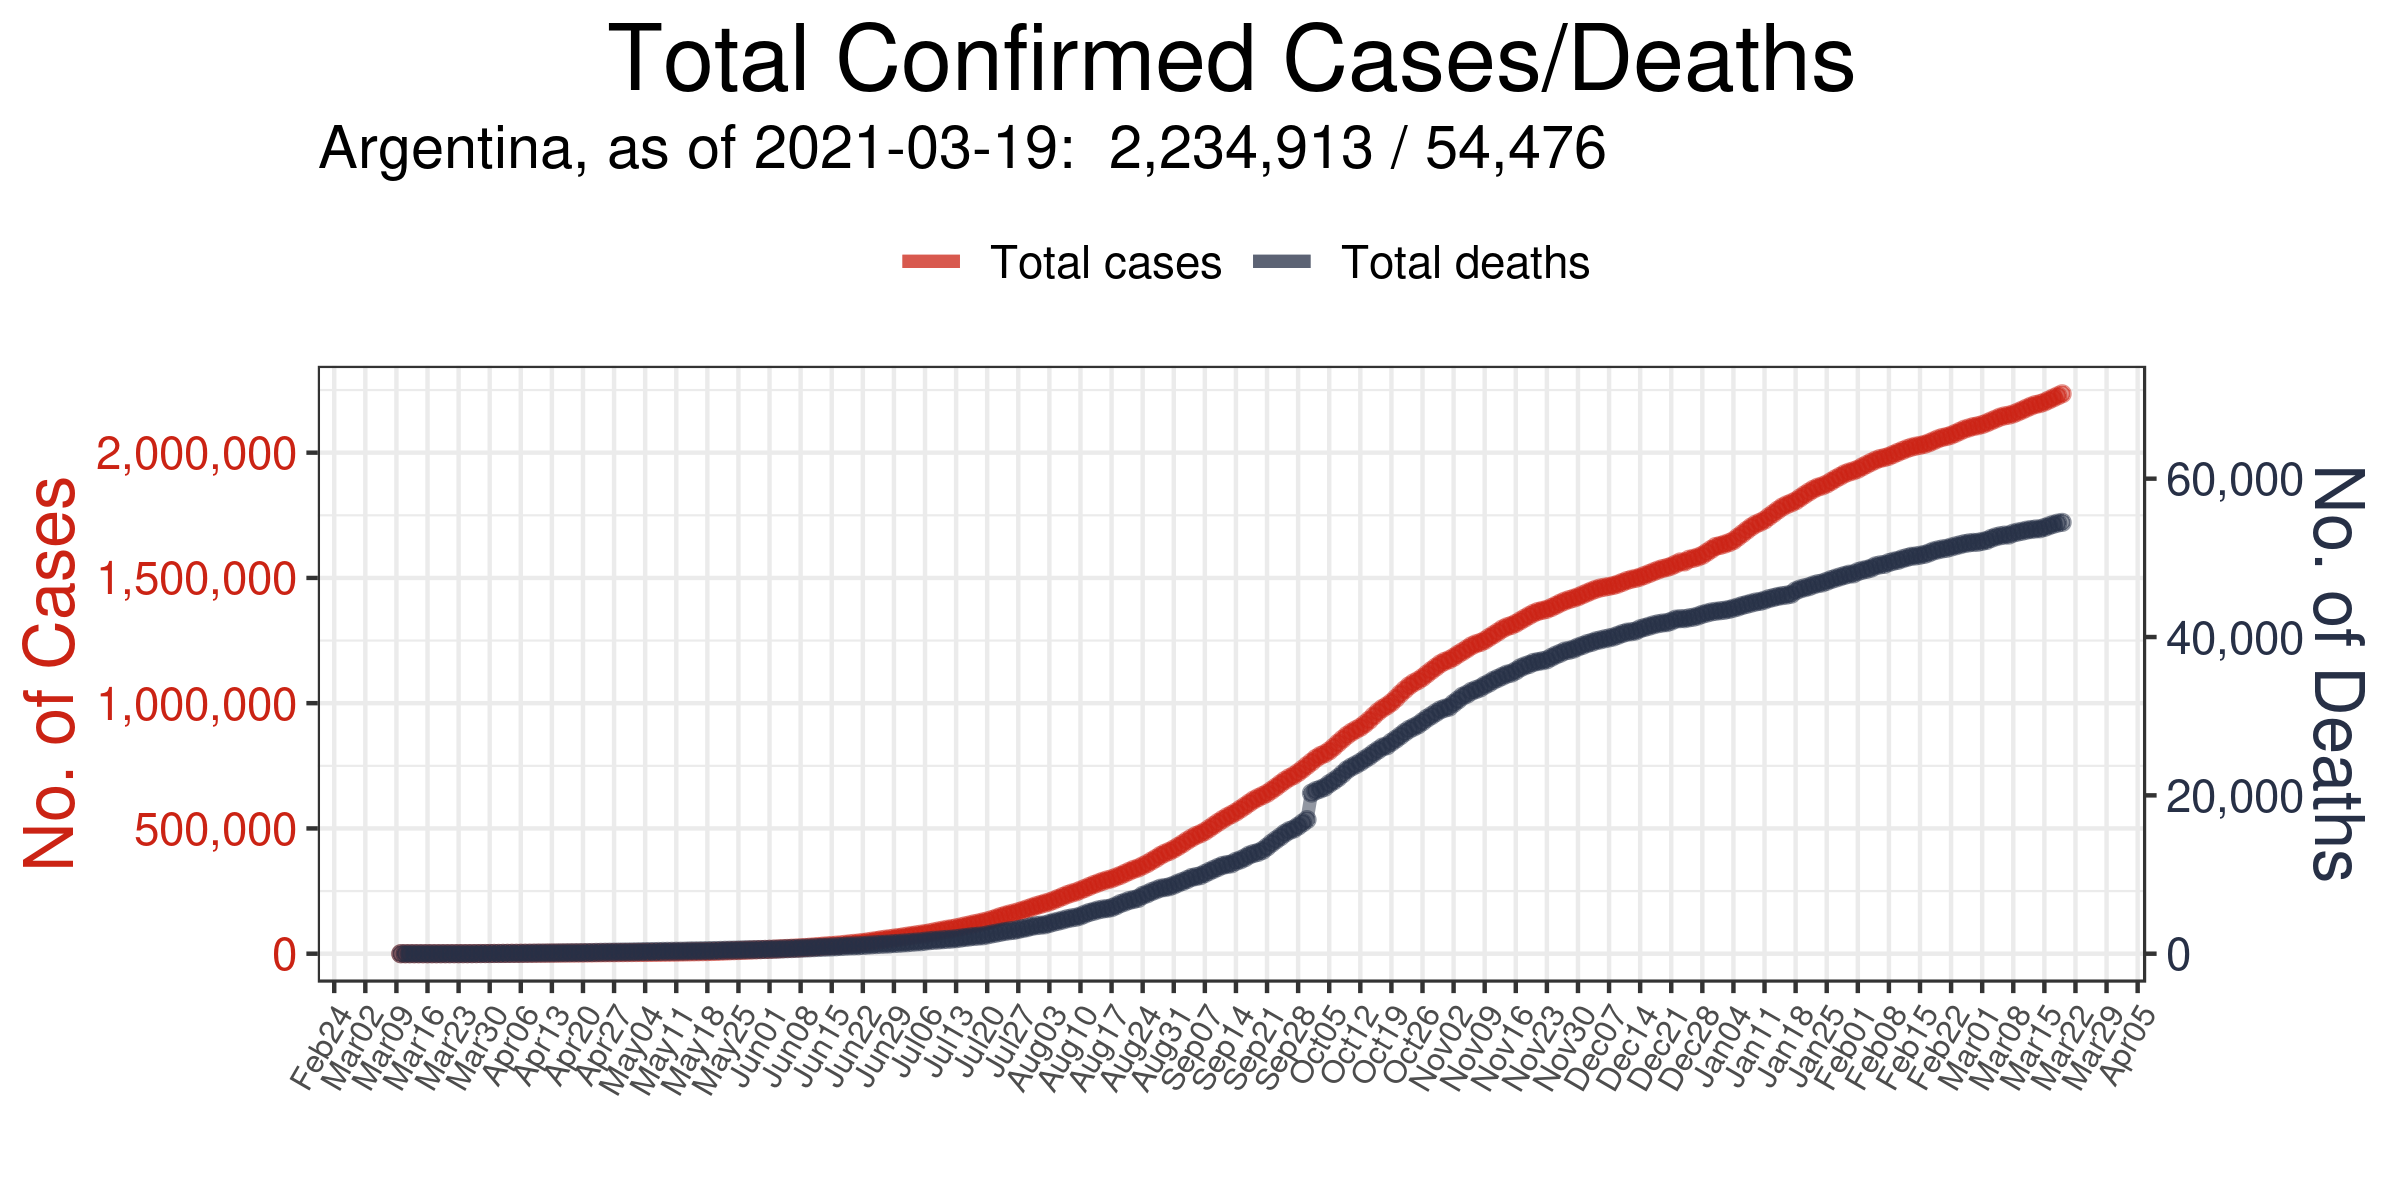 Total Confirmed Cases/Deaths
Argentina, as of 2021-03-19:  2,234,913 / 54,476
Total cases
Total deaths
No. of Cases
2,000,000
1,500,000
1,000,000
500,000
0
60,000
40,000
20,000
0
No. of Deaths
Feb24
Mar02
Mar09
Mar16
Mar23
Mar30
Apr06
Apr13
Apr20
Apr27
May04
May11
May18
May25
Jun01
Jun08
Jun15
Jun22
Jun29
Jul06
Jul13
Jul20
Jul27
Aug03
Aug10
Aug17
Aug24
Aug31
Sep07
Sep14
Sep21
Sep28
Oct05
Oct12
Oct19
Oct26
Nov02
Nov09
Nov16
Nov23
Nov30
Dec07
Dec14
Dec21
Dec28
Jan04
Jan11
Jan18
Jan25
Feb01
Feb08
Feb15
Feb22
Mar01
Mar08
Mar15
Mar22
Mar29
Apr05